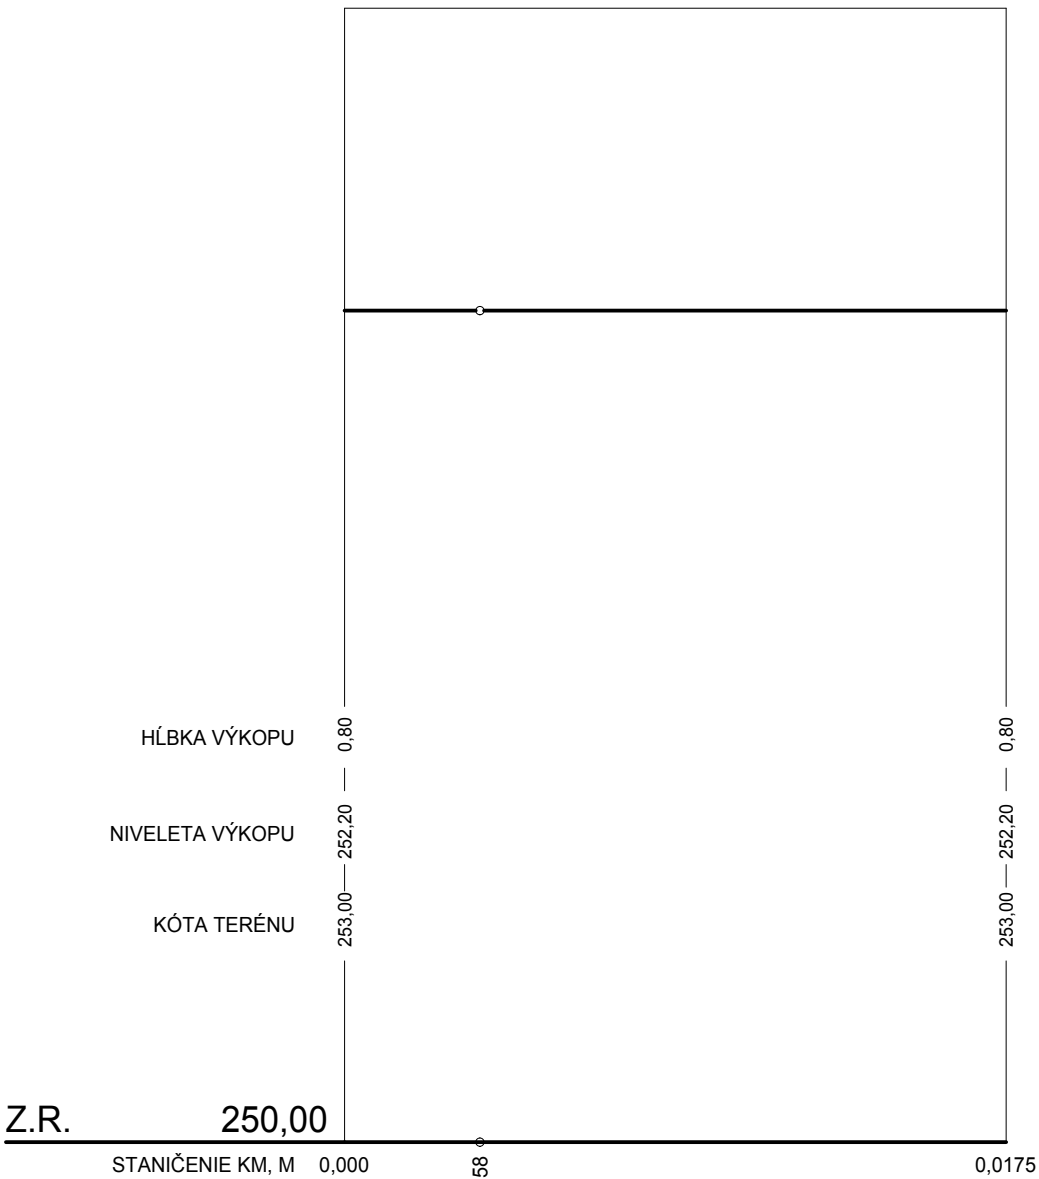 HĹBKA VÝKOPU 0,80 0,80
NIVELETA VÝKOPU 252,20 252,20
KÓTA TERÉNU 253,00 253,00
Z.R. 250,00
STANIČENIE KM, M 0,000 58 0,0175